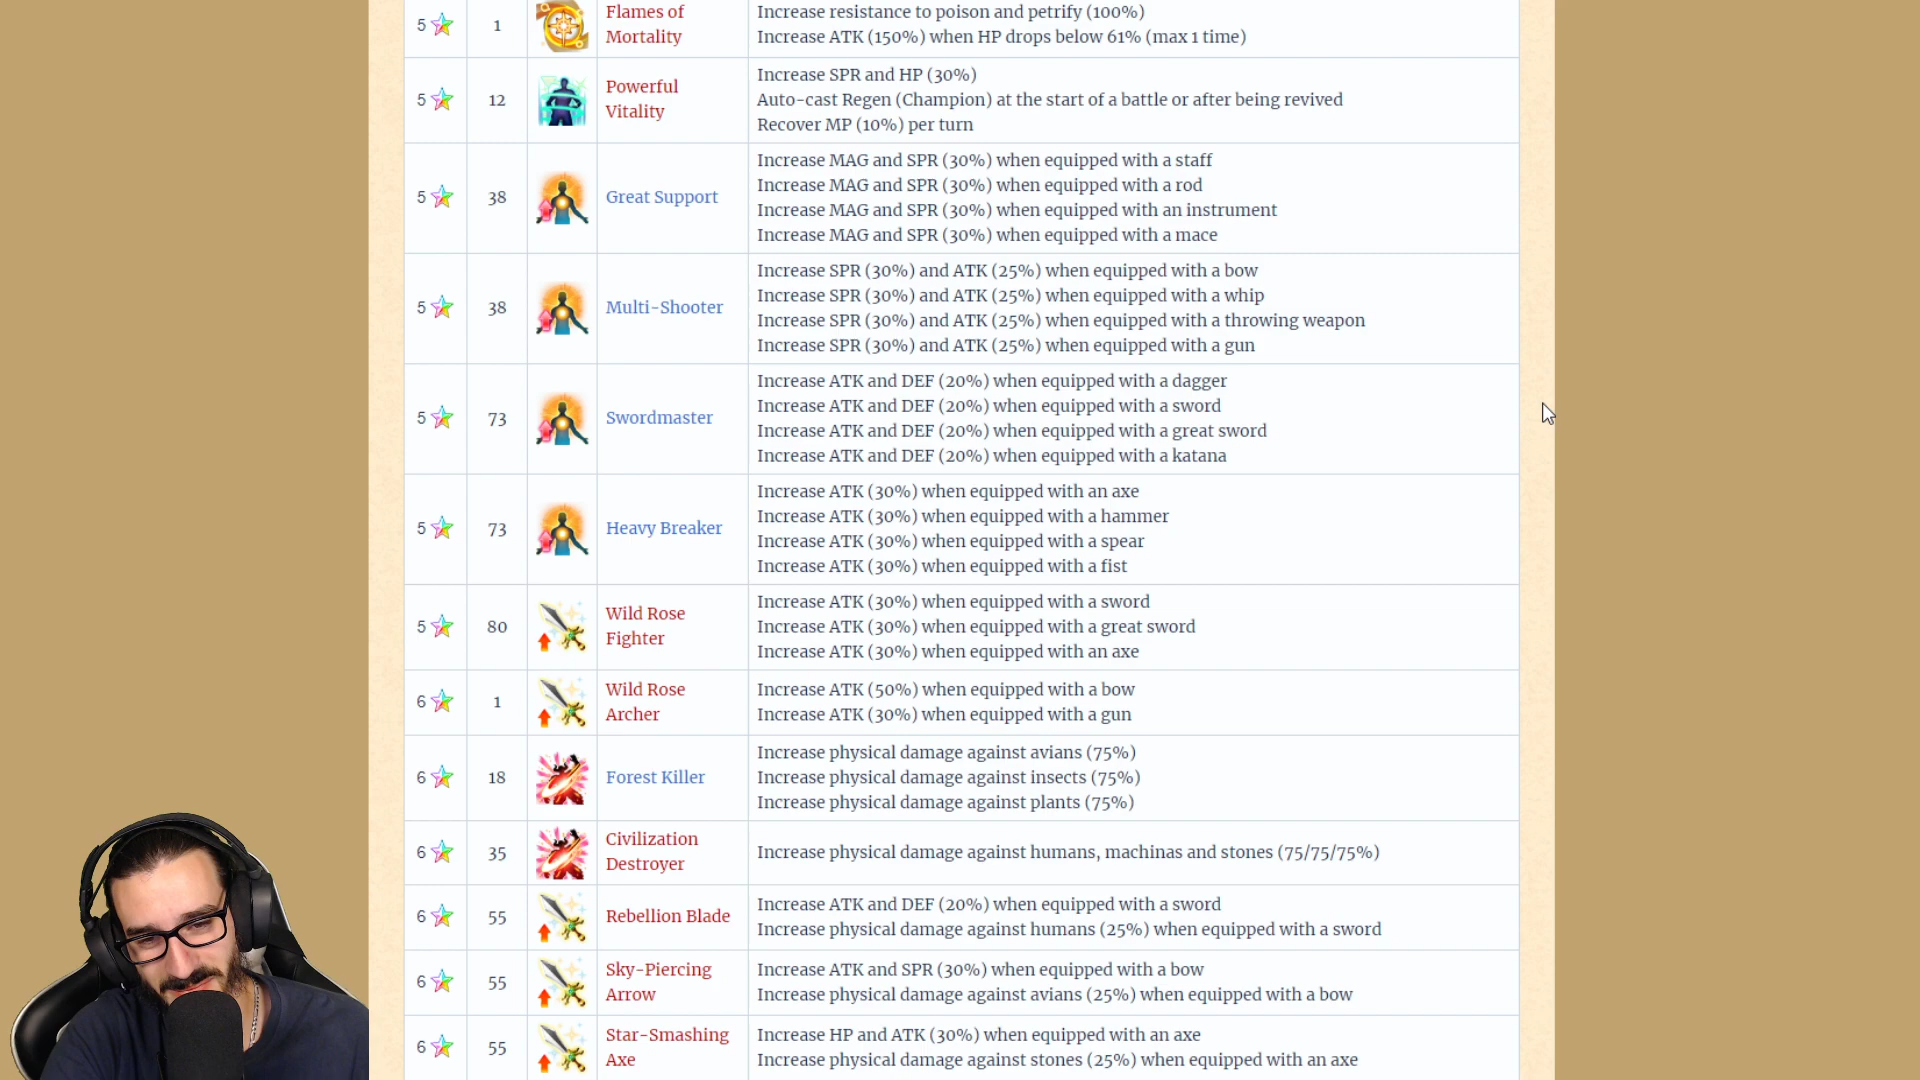 5 1 Flames of Mortality Increase resistance to poison and petrify (100%)
Increase ATK (150%) when HP drops below 61% (max 1 time)
5 12 Powerful Vitality Increase SPR and HP (30%)
Auto-cast Regen (Champion) at the start of a battle or after being revived
Recover MP (10%) per turn
5 38 Great Support Increase MAG and SPR (30%) when equipped with a staff
Increase MAG and SPR (30%) when equipped with a rod
Increase MAG and SPR (30%) when equipped with an instrument
Increase MAG and SPR (30%) when equipped with a mace
5 38 Multi-Shooter Increase SPR (30%) and ATK (25%) when equipped with a bow
Increase SPR (30%) and ATK (25%) when equipped with a whip
Increase SPR (30%) and ATK (25%) when equipped with a throwing weapon
Increase SPR (30%) and ATK (25%) when equipped with a gun
5 73 Swordmaster Increase ATK and DEF (20%) when equipped with a dagger
Increase ATK and DEF (20%) when equipped with a sword
Increase ATK and DEF (20%) when equipped with a great sword
Increase ATK and DEF (20%) when equipped with a katana
5 73 Heavy Breaker Increase ATK (30%) when equipped with an axe
Increase ATK (30%) when equipped with a hammer
Increase ATK (30%) when equipped with a spear
Increase ATK (30%) when equipped with a fist
5 80 Wild Rose Fighter Increase ATK (30%) when equipped with a sword
Increase ATK (30%) when equipped with a great sword
Increase ATK (30%) when equipped with an axe
6 1 Wild Rose Archer Increase ATK (50%) when equipped with a bow
Increase ATK (30%) when equipped with a gun
6 18 Forest Killer Increase physical damage against avians (75%)
Increase physical damage against insects (75%)
Increase physical damage against plants (75%)
6 35 Civilization Destroyer Increase physical damage against humans, machinas and stones (75/75/75%)
6 55 Rebellion Blade Increase ATK and DEF (20%) when equipped with a sword
Increase physical damage against humans (25%) when equipped with a sword
6 55 Sky-Piercing Arrow Increase ATK and SPR (30%) when equipped with a bow
Increase physical damage against avians (25%) when equipped with a bow
6 55 Star-Smashing Axe Increase HP and ATK (30%) when equipped with an axe
Increase physical damage against stones (25%) when equipped with an axe